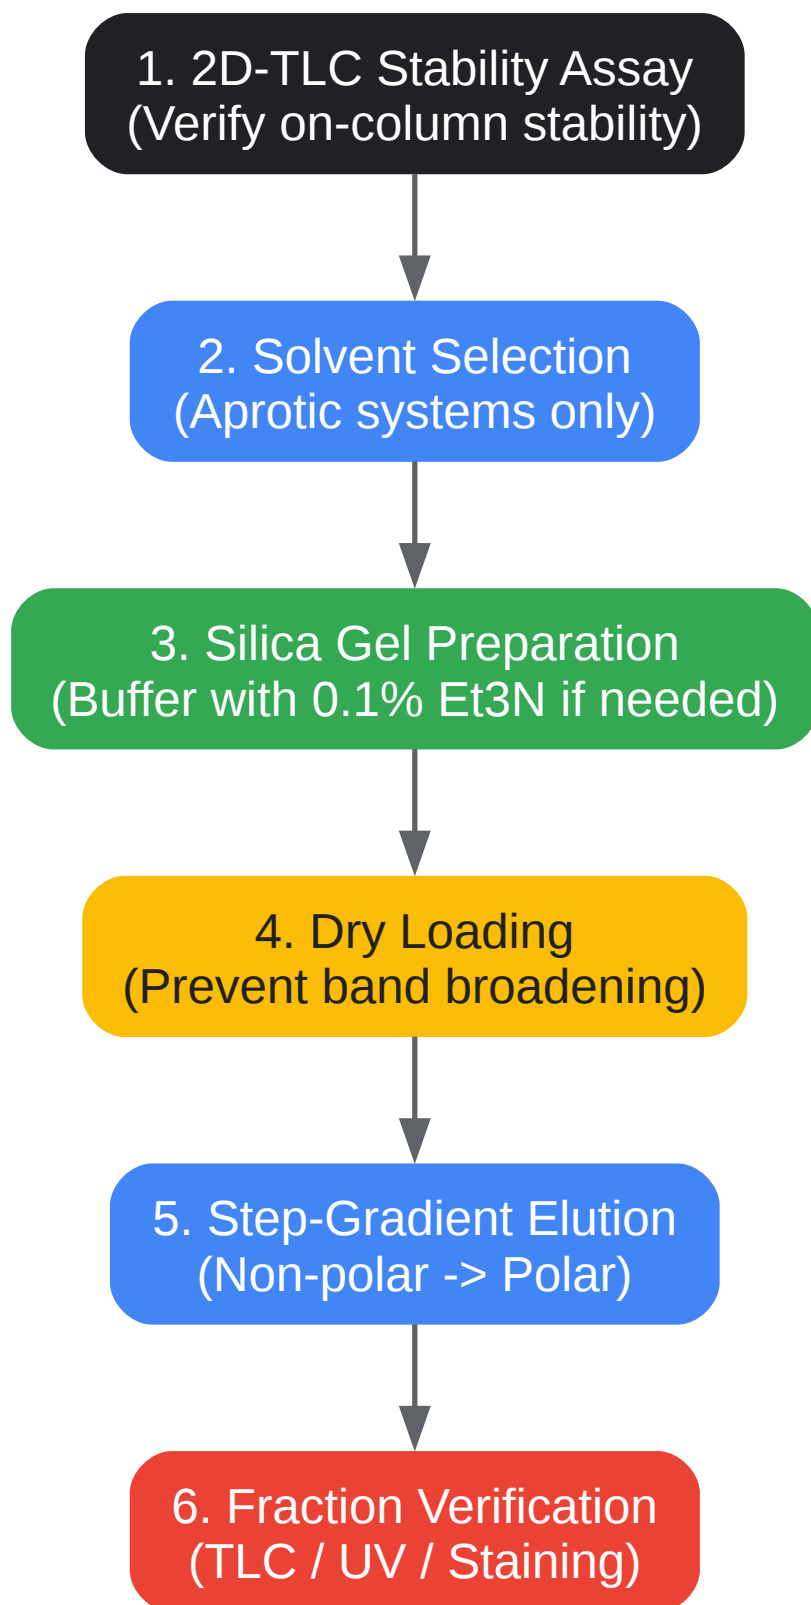 1. 2D-TLC Stability Assay
(Verify on-column stability)
2. Solvent Selection
(Aprotic systems only)
3. Silica Gel Preparation
(Buffer with 0.1% Et3N if needed)
4. Dry Loading
(Prevent band broadening)
5. Step-Gradient Elution
(Non-polar -> Polar)
6. Fraction Verification
(TLC / UV / Staining)